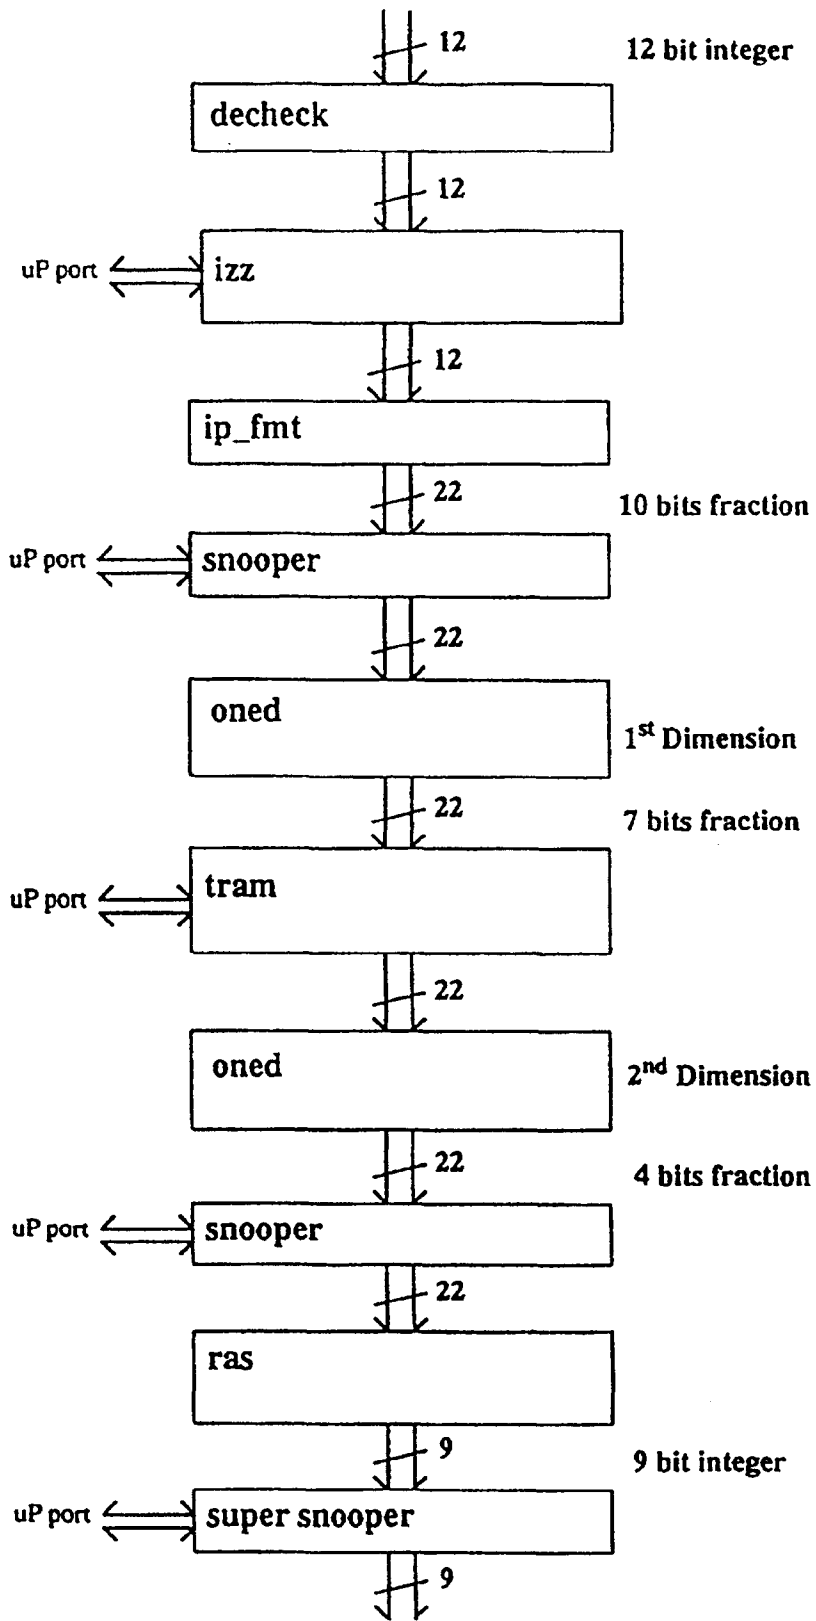 12
12 bit integer
decheck
12
uP port
izz
12
ip_fmt
22
10 bits fraction
uP port
snooper
22
oned
1st Dimension
22
7 bits fraction
uP port
tram
22
oned
2nd Dimension
22
4 bits fraction
uP port
snooper
22
ras
9
9 bit integer
uP port
super snooper
9